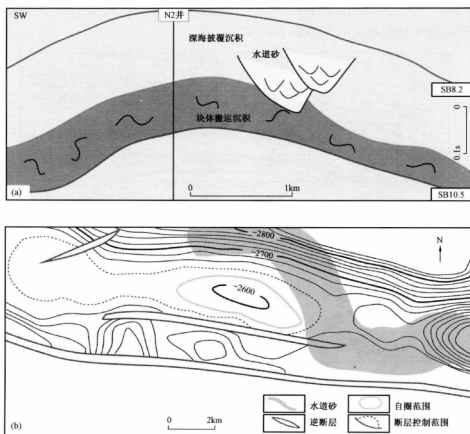 SW
N2井
深海披覆沉积
水道砂
SB8.2
0
0.1s
块体搬运沉积
0
1km
(a)
SB10.5
-2800
-2700
N
-2600
水道砂
自圈范围
逆断层
断层控制范围
0
2km
(b)